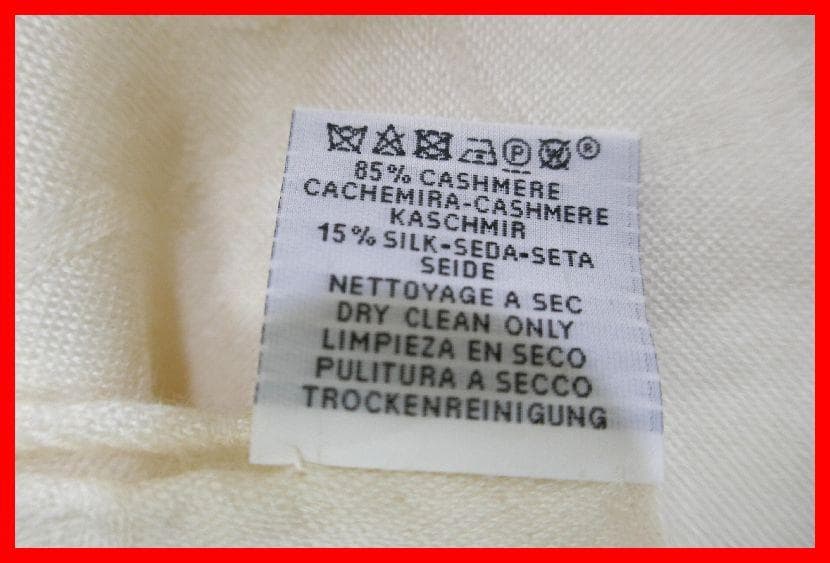 P ®
85% CASHMERE
CACHEMIRA-CASHMERE
KASCHMIR
15% SILK-SEDA-SETA
SEIDE
NETTOYAGE A SEC
DRY CLEAN ONLY
LIMPIEZA EN SECO
PULITURA A SECCO
TROCKENREINIGUNG